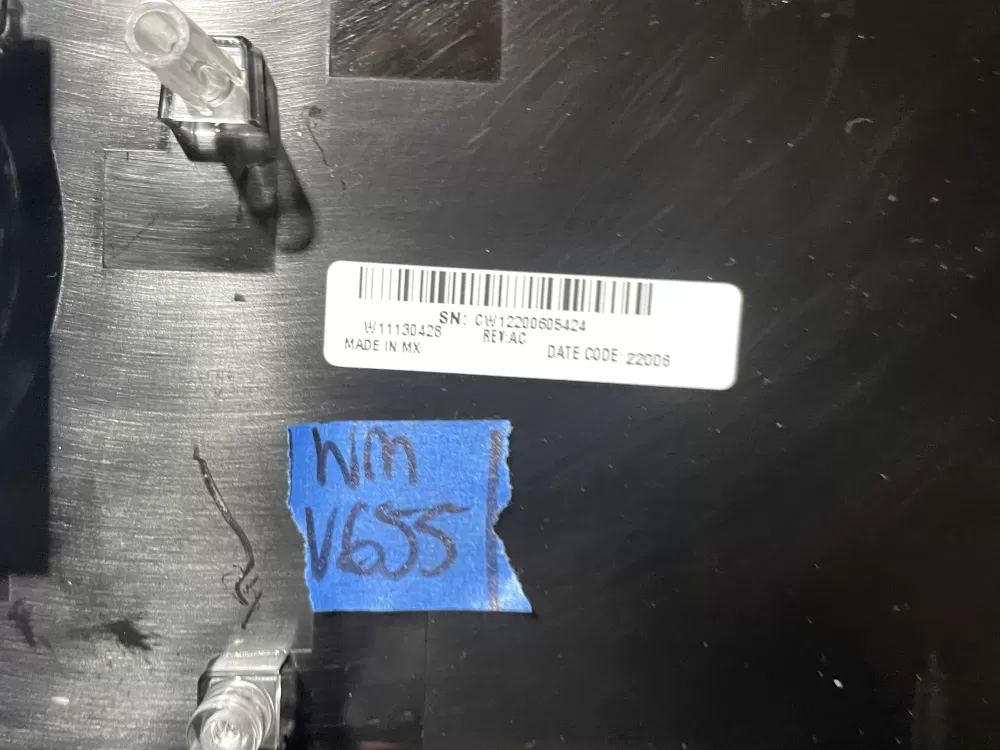 SN: CW12200605424
W11130428 REV:AC
MADE IN MX DATE CODE: 22006
WM
V655